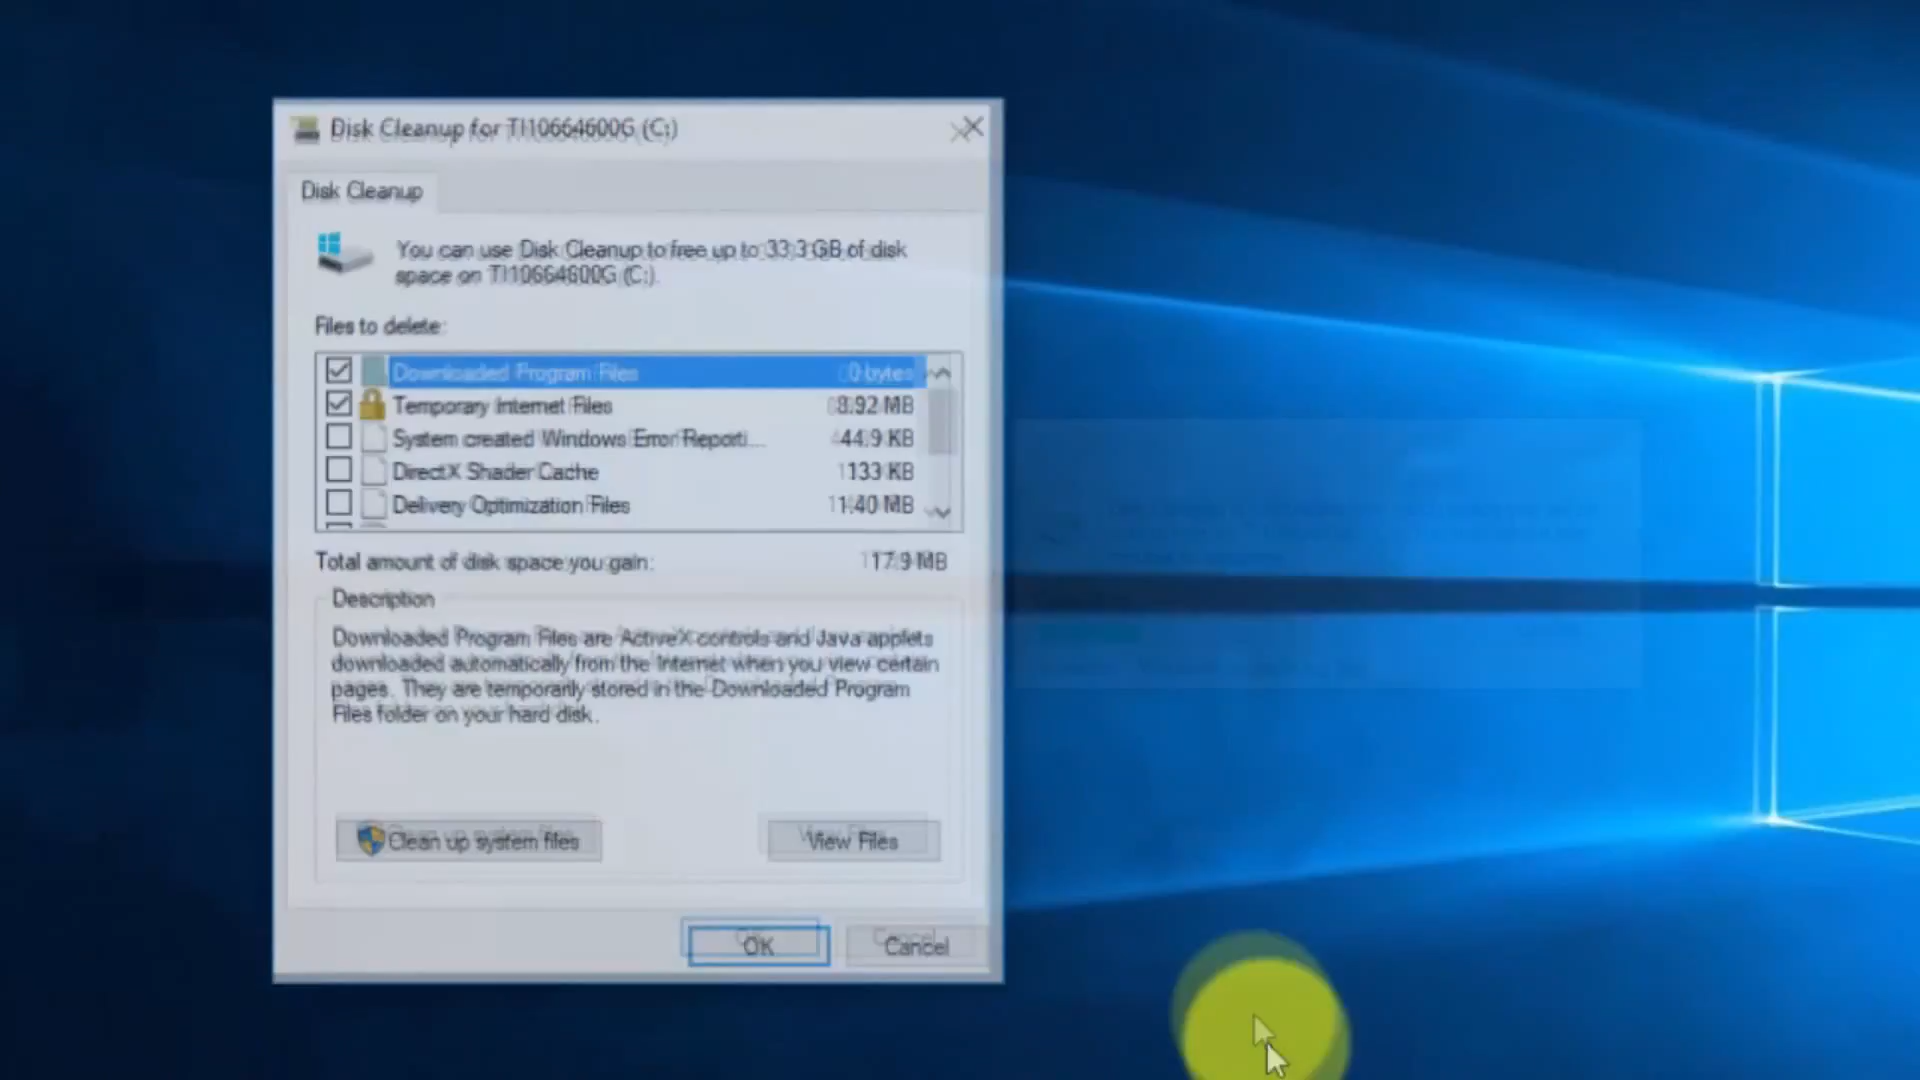 Disk Cleanup for TI10664600G (C:)
Disk Cleanup
You can use Disk Cleanup to free up to 33.3 GB of disk
space on TI10664600G (C:).
Files to delete:
Downloaded Program Files 0 bytes
Temporary Internet Files 8.92 MB
System created Windows Error Reporti... 44.9 KB
DirectX Shader Cache 133 KB
Delivery Optimization Files 11.40 MB
Total amount of disk space you gain: 17.9 MB
Description
Downloaded Program Files are ActiveX controls and Java applets
downloaded automatically from the Internet when you view certain
pages. They are temporarily stored in the Downloaded Program
Files folder on your hard disk.
Clean up system files
View Files
OK
Cancel